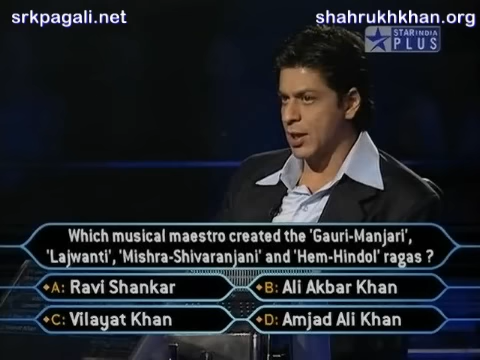 srkpagali.net
shahrukhkhan.org
STAR INDIA
PLUS
Which musical maestro created the 'Gauri-Manjari',
'Lajwanti', 'Mishra-Shivaranjani' and 'Hem-Hindol' ragas ?
A: Ravi Shankar
B: Ali Akbar Khan
C: Vilayat Khan
D: Amjad Ali Khan